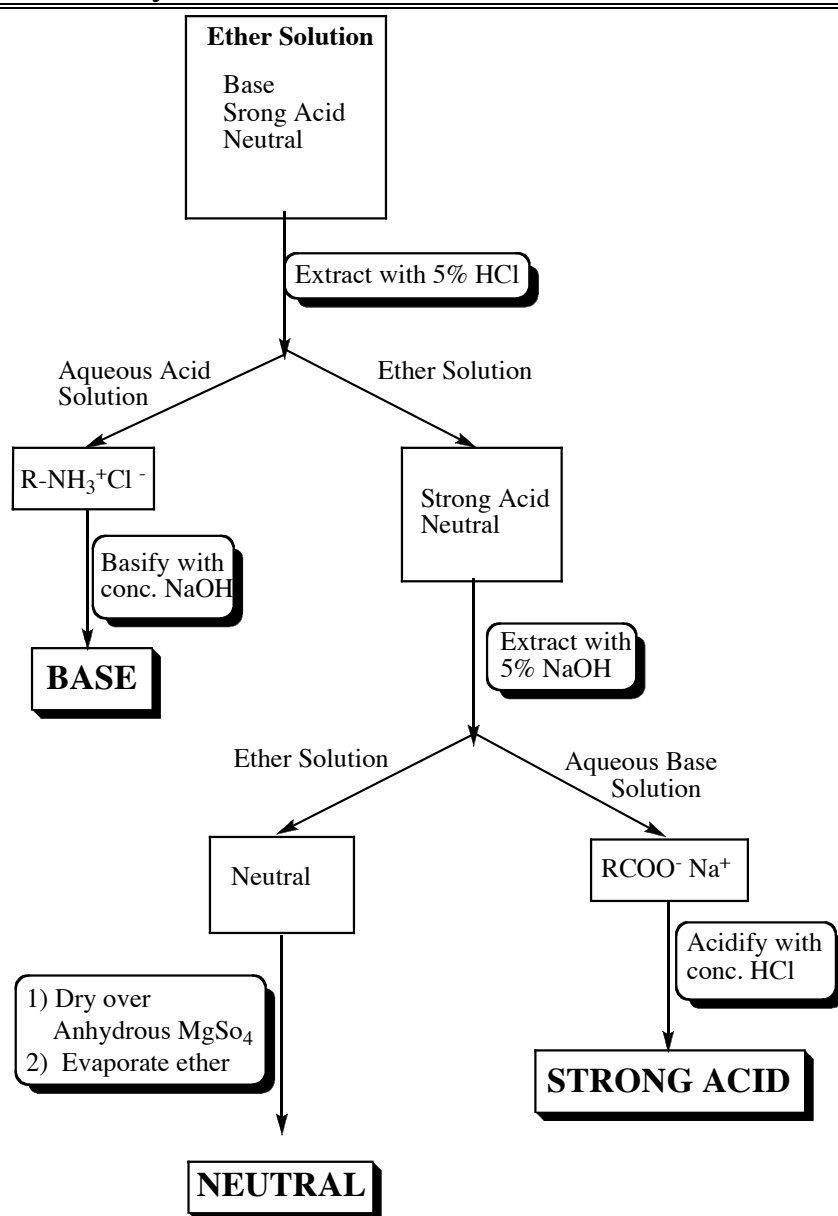 Ether Solution
Base
Srong Acid
Neutral
Extract with 5% HCl
Aqueous Acid
Solution
Ether Solution
R-NH₃⁺Cl ⁻
Strong Acid
Neutral
Basify with
conc. NaOH
BASE
Extract with
5% NaOH
Ether Solution
Aqueous Base
Solution
Neutral
RCOO⁻ Na⁺
Acidify with
conc. HCl
1) Dry over
Anhydrous MgSo₄
2) Evaporate ether
STRONG ACID
NEUTRAL